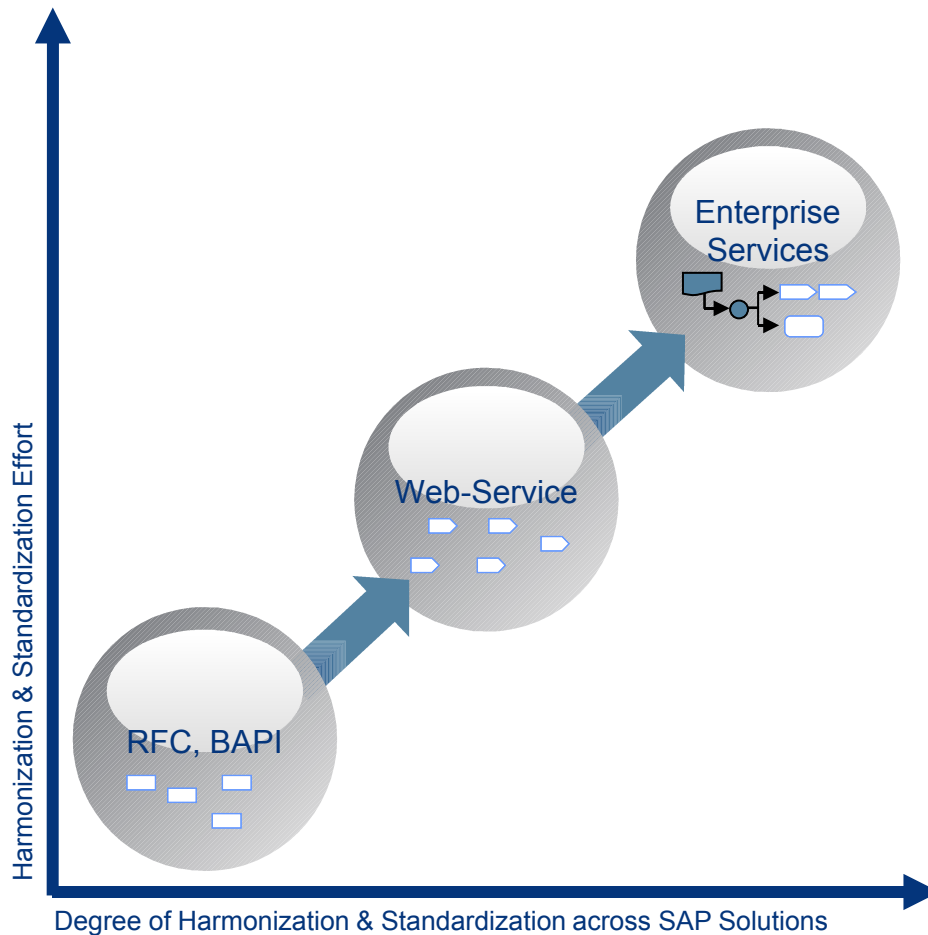 Harmonization & Standardization Effort
Enterprise
Services
Web-Service
RFC, BAPI
Degree of Harmonization & Standardization across SAP Solutions